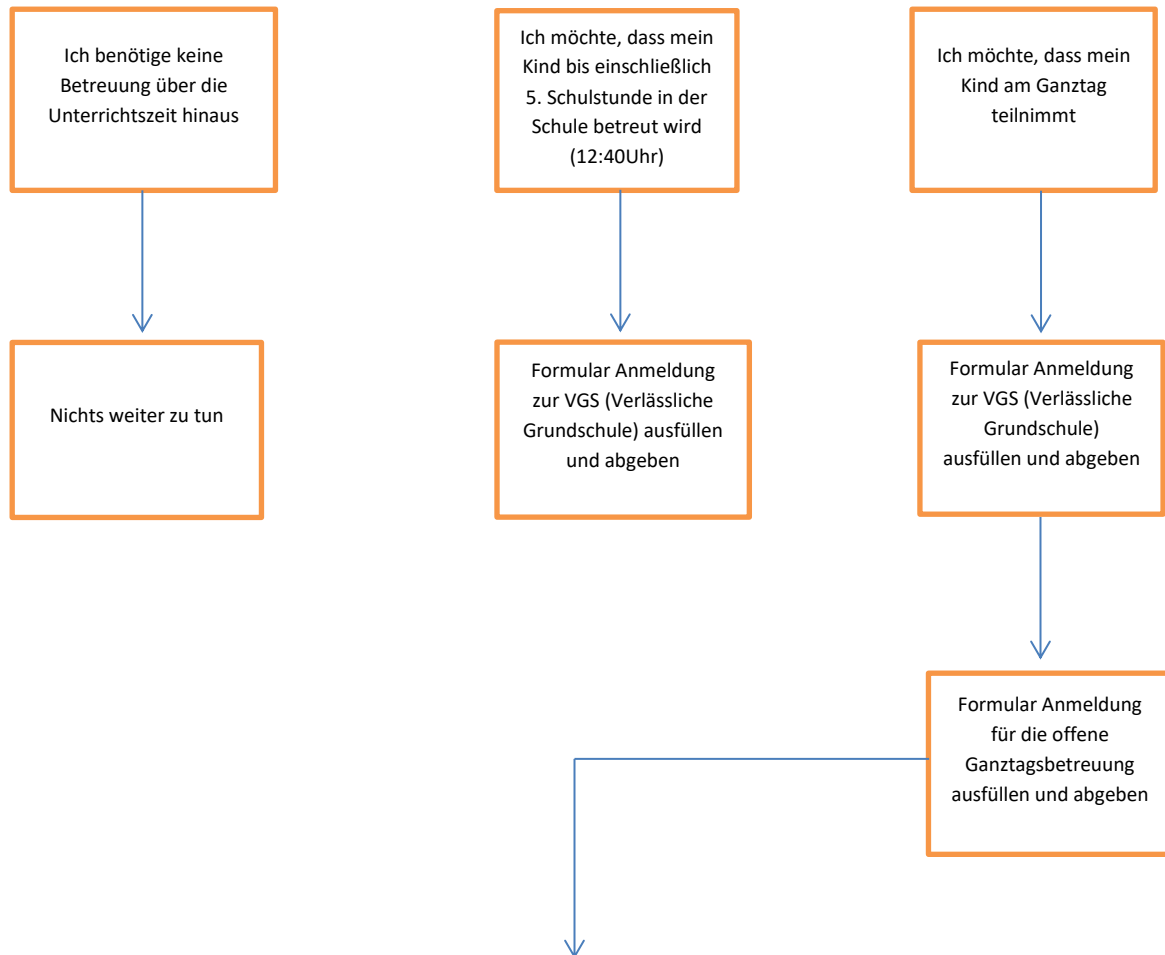 Ich benötige keine
Betreuung über die
Unterrichtszeit hinaus
Ich möchte, dass mein
Kind bis einschließlich
5. Schulstunde in der
Schule betreut wird
(12:40Uhr)
Ich möchte, dass mein
Kind am Ganztag
teilnimmt
Nichts weiter zu tun
Formular Anmeldung
zur VGS (Verlässliche
Grundschule) ausfüllen
und abgeben
Formular Anmeldung
zur VGS (Verlässliche
Grundschule)
ausfüllen und abgeben
Formular Anmeldung
für die offene
Ganztagsbetreuung
ausfüllen und abgeben